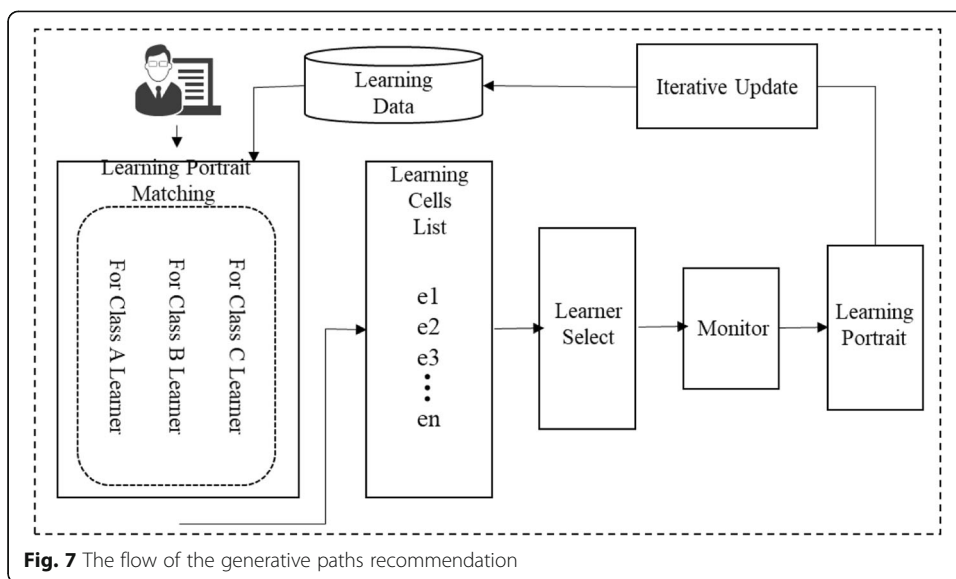 Learning
Data
Iterative Update
Learning Portrait
Matching
For Class A Learner
For Class B Learner
For Class C Learner
Learning
Cells
List
e1
e2
e3
en
Learner
Select
Monitor
Learning
Portrait
Fig. 7 The flow of the generative paths recommendation